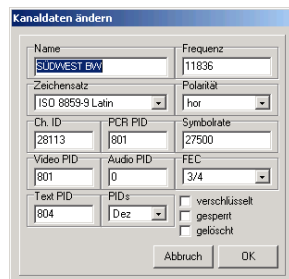 Kanaldaten ändern
Name
Frequenz
SÜDWEST BW
11836
Zeichensatz
Polarität
ISO 8859-9 Latin
hor
Ch. ID
PCR PID
Symbolrate
28113
801
27500
Video PID
Audio PID
FEC
801
0
3/4
Text PID
PIDs
804
Dez
verschlüsselt
gesperrt
gelöscht
Abbruch
OK